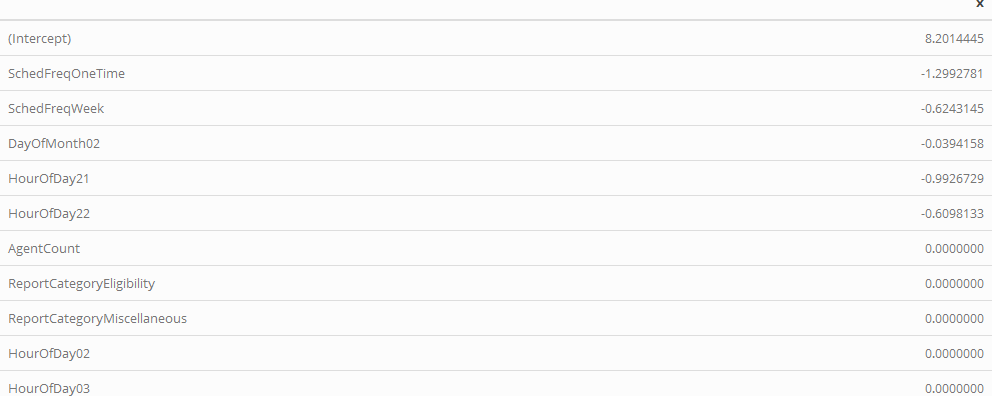 x
(Intercept) 8.2014445
SchedFreqOneTime -1.2992781
SchedFreqWeek -0.6243145
DayOfMonth02 -0.0394158
HourOfDay21 -0.9926729
HourOfDay22 -0.6098133
AgentCount 0.0000000
ReportCategoryEligibility 0.0000000
ReportCategoryMiscellaneous 0.0000000
HourOfDay02 0.0000000
HourOfDay03 0.0000000